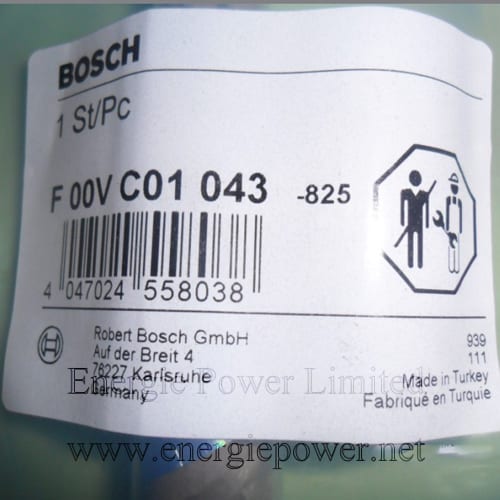 BOSCH
1 St/Pc
F 00V C01 043 -825
4 047024 558038
Robert Bosch GmbH
Auf der Breit 4
76227 Karlsruhe
Germany
939
111
Made in Turkey
Fabriqué en Turquie
Energie Power Limited
www.energiepower.net